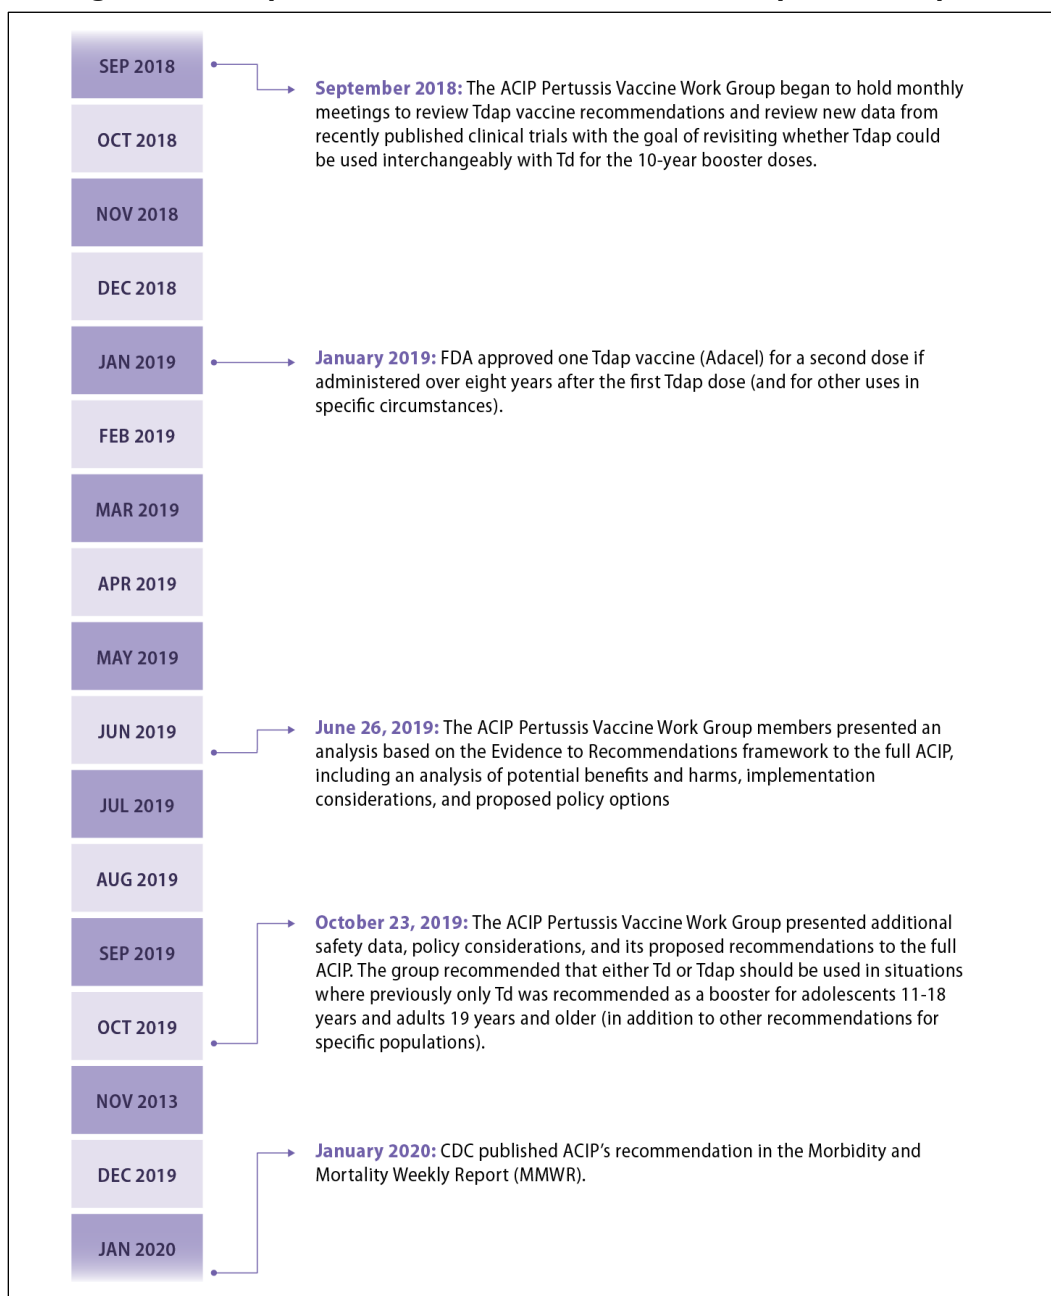 SEP 2018
September 2018: The ACIP Pertussis Vaccine Work Group began to hold monthly
meetings to review Tdap vaccine recommendations and review new data from
recently published clinical trials with the goal of revisiting whether Tdap could
be used interchangeably with Td for the 10-year booster doses.
OCT 2018
NOV 2018
DEC 2018
JAN 2019
January 2019: FDA approved one Tdap vaccine (Adacel) for a second dose if
administered over eight years after the first Tdap dose (and for other uses in
specific circumstances).
FEB 2019
MAR 2019
APR 2019
MAY 2019
JUN 2019
June 26, 2019: The ACIP Pertussis Vaccine Work Group members presented an
analysis based on the Evidence to Recommendations framework to the full ACIP,
including an analysis of potential benefits and harms, implementation
considerations, and proposed policy options
JUL 2019
AUG 2019
SEP 2019
October 23, 2019: The ACIP Pertussis Vaccine Work Group presented additional
safety data, policy considerations, and its proposed recommendations to the full
ACIP. The group recommended that either Td or Tdap should be used in situations
where previously only Td was recommended as a booster for adolescents 11-18
years and adults 19 years and older (in addition to other recommendations for
specific populations).
OCT 2019
NOV 2013
DEC 2019
January 2020: CDC published ACIP's recommendation in the Morbidity and
Mortality Weekly Report (MMWR).
JAN 2020